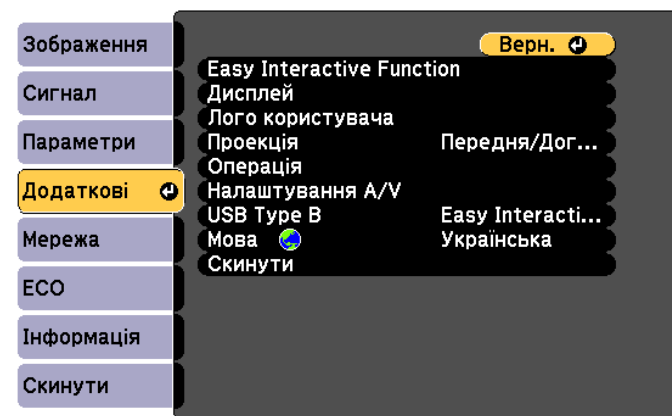 Зображення
Сигнал
Параметри
Додаткові
Мережа
ECO
Інформація
Скинути
Верн.
Easy Interactive Function
Дисплей
Лого користувача
Проекція Передня/Дог...
Операція
Налаштування A/V
USB Type B Easy Interacti...
Мова Українська
Скинути